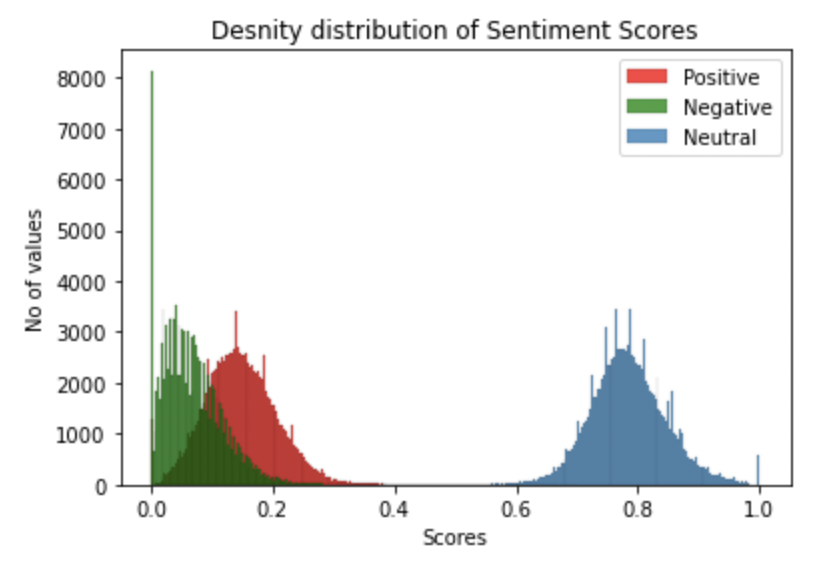 Desnity distribution of Sentiment Scores
No of values
8000
7000
6000
5000
4000
3000
2000
1000
0
Positive
Negative
Neutral
0.0 0.2 0.4 0.6 0.8 1.0
Scores